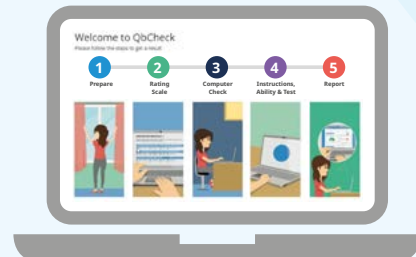 Welcome to QbCheck
Please follow the steps to get a result!
1 2 3 4 5
Prepare Rating Scale Computer Check Instructions, Ability & Test Report